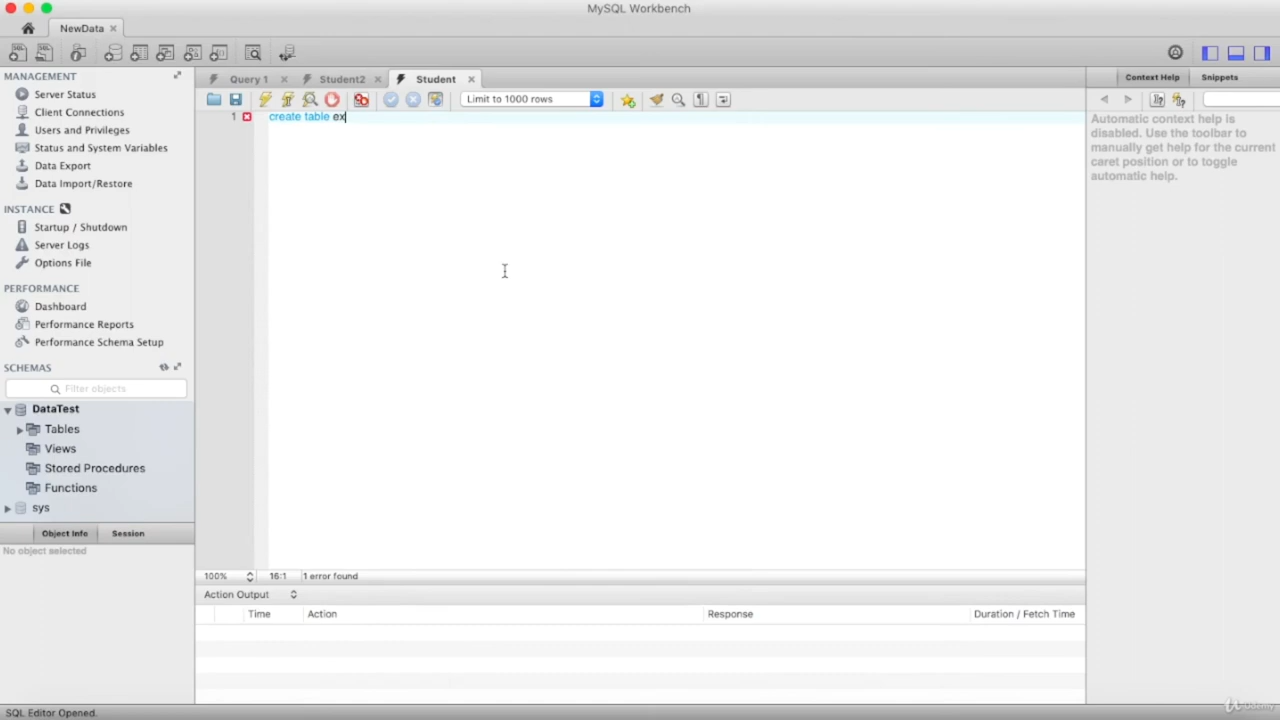 MySQL Workbench
NewData
MANAGEMENT
Server Status
Client Connections
Users and Privileges
Status and System Variables
Data Export
Data Import/Restore
INSTANCE
Startup / Shutdown
Server Logs
Options File
PERFORMANCE
Dashboard
Performance Reports
Performance Schema Setup
SCHEMAS
Filter objects
DataTest
Tables
Views
Stored Procedures
Functions
sys
Object Info Session
No object selected
Query 1 Student2 Student
Limit to 1000 rows
1 create table ex
100% 16:1 1 error found
Action Output
Time Action Response Duration / Fetch Time
Context Help Snippets
Automatic context help is
disabled. Use the toolbar to
manually get help for the current
caret position or to toggle
automatic help.
SQL Editor Opened.
Udemy